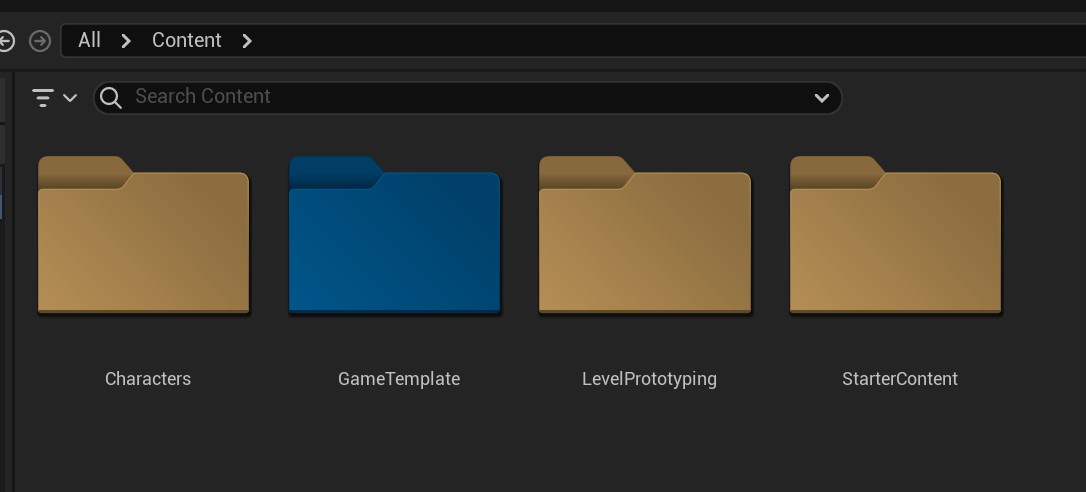 All Content
Search Content
Characters GameTemplate LevelPrototyping StarterContent